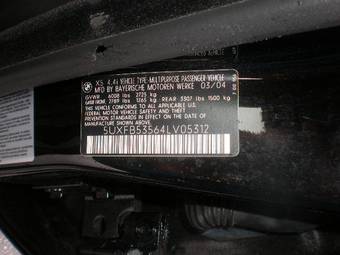 X5 4.4i VEHICLE TYPE-MULTIPURPOSE PASSENGER VEHICLE
MFD BY BAYERISCHE MOTOREN WERKE 03/04
GVWR 6008 lbs 2725 kg
GAWR FRONT 2789 lbs 1265 kg REAR 3307 lbs 1500 kg
THIS VEHICLE CONFORMS TO ALL APPLICABLE
FEDERAL MOTOR VEHICLE SAFETY AND THEFT
PREVENTION STANDARDS IN EFFECT ON THE DATE
OF MANUFACTURE SHOWN ABOVE
5UXFB53564LV05312